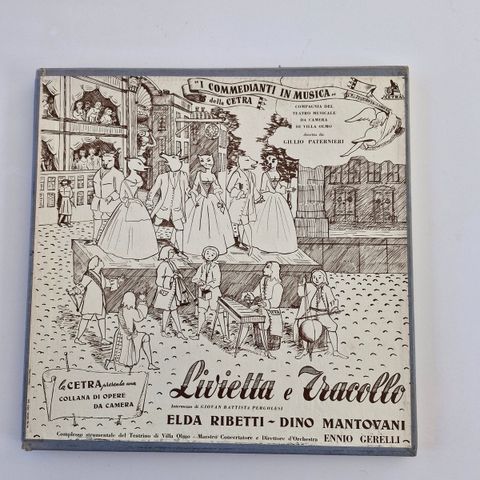 "I COMMEDIANTI IN MUSICA„
della CETRA
CETRA
COMPAGNIA DEL
TEATRO MUSICALE
DA CAMERA
DI VILLA OLMO
diretta da
GIULIO PATERNIERI
la CETRA presenta una
COLLANA DI OPERE
DA CAMERA
Livietta e Tracollo
Intermezzo di GIOVAN BATTISTA PERGOLESI
ELDA RIBETTI - DINO MANTOVANI
Complesso strumentale del Teatrino di Villa Olmo - Maestro Concertatore e Direttore d'Orchestra ENNIO GERELLI